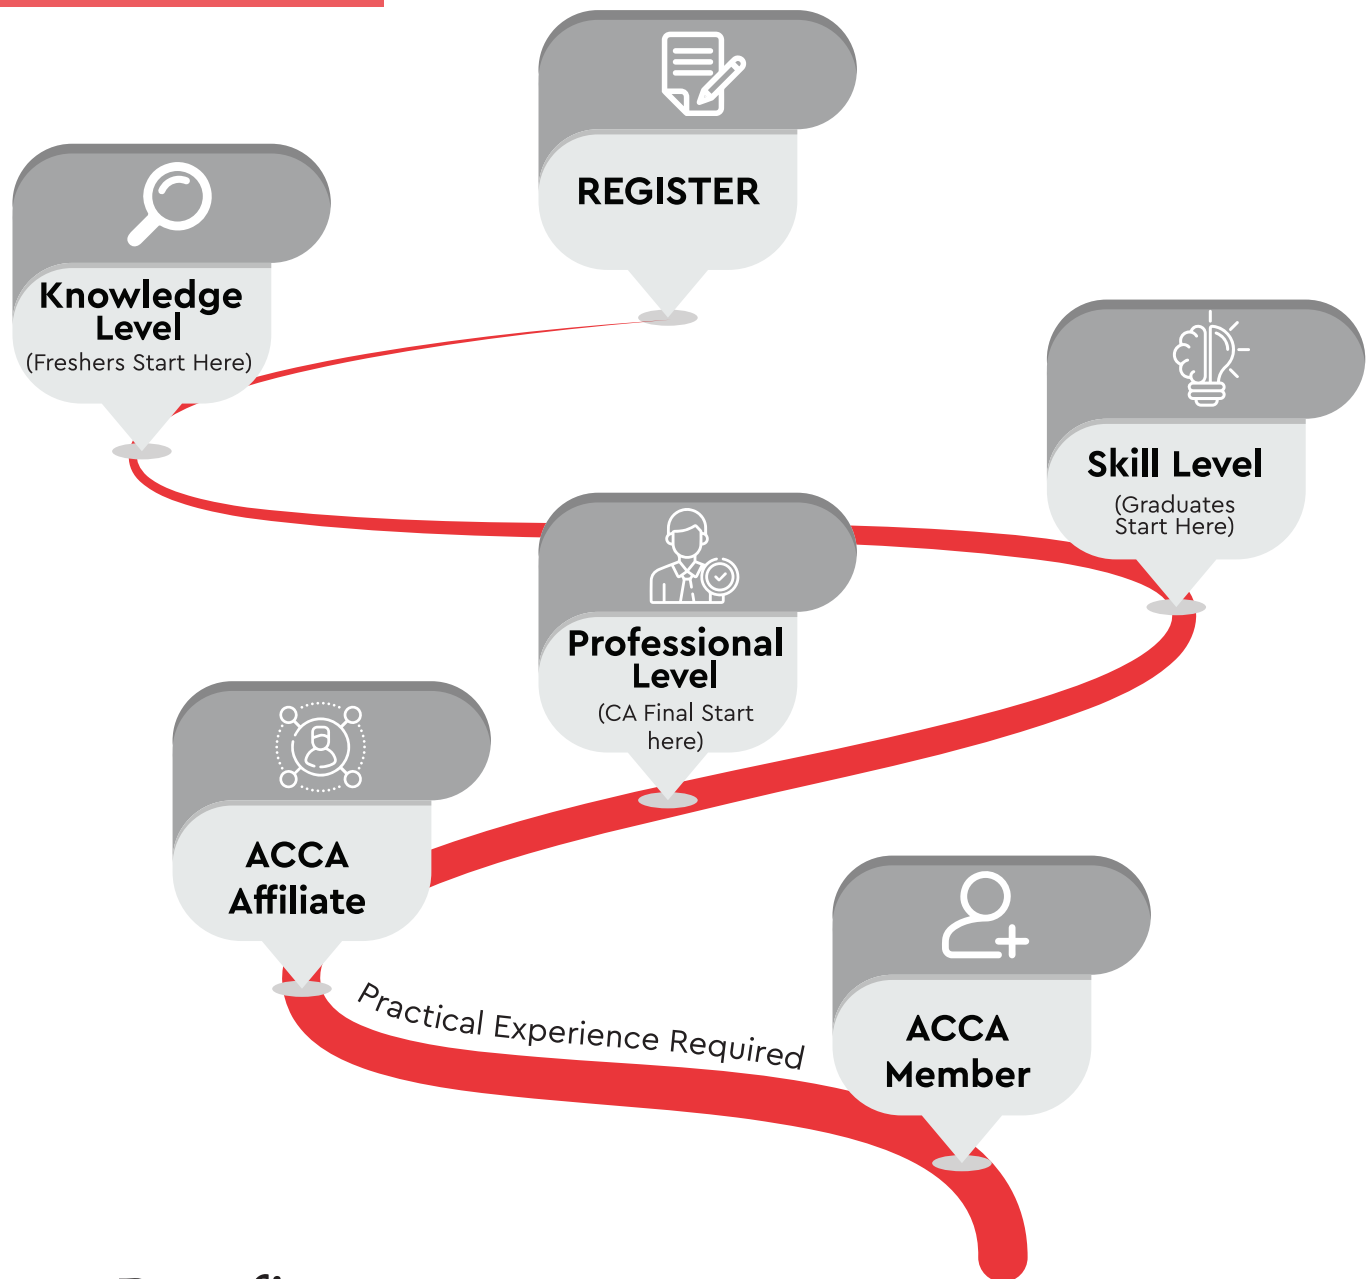 REGISTER
Knowledge
Level
(Freshers Start Here)
Skill Level
(Graduates
Start Here)
Professional
Level
(CA Final Start
here)
ACCA
Affiliate
Practical Experience Required
ACCA
Member